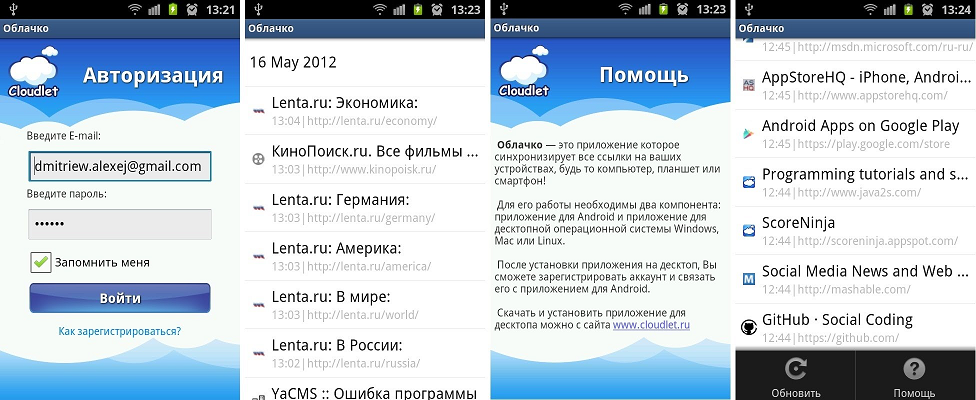 13:21
Облачко
Cloudlet
Авторизация
Введите E-mail:
dmitriew.alexej@gmail.com
Введите пароль:
••••••
Запомнить меня
Войти
Как зарегистрироваться?
13:23
Облачко
16 May 2012
Lenta.ru: Экономика:
13:04|http://lenta.ru/economy/
КиноПоиск.ru. Все фильмы ...
13:03|http://www.kinopoisk.ru/
Lenta.ru: Германия:
13:03|http://lenta.ru/germany/
Lenta.ru: Америка:
13:03|http://lenta.ru/america/
Lenta.ru: В мире:
13:03|http://lenta.ru/world/
Lenta.ru: В России:
13:02|http://lenta.ru/russia/
YaCMS :: Ошибка программы
13:23
Облачко
Cloudlet
Помощь
Облачко — это приложение которое
синхронизирует все ссылки на ваших
устройствах, будь то компьютер, планшет или
смартфон!
Для его работы необходимы два компонента:
приложение для Android и приложение для
десктопной операционной системы Windows,
Mac или Linux.
После установки приложения на десктоп, Вы
сможете зарегистрировать аккаунт и связать
его с приложением для Android.
Скачать и установить приложение для
десктопа можно с сайта www.cloudlet.ru
13:24
Облачко
12:45|http://msdn.microsoft.com/ru-ru/
AppStoreHQ - iPhone, Androi...
12:45|http://www.appstorehq.com/
Android Apps on Google Play
12:45|https://play.google.com/store
Programming tutorials and s...
12:44|http://www.java2s.com/
ScoreNinja
12:44|http://scoreninja.appspot.com/
Social Media News and Web ...
12:44|http://mashable.com/
GitHub · Social Coding
12:44|https://github.com/
Обновить
Помощь